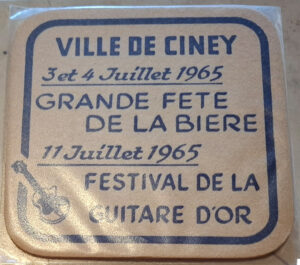 VILLE DE CINEY
3 et 4 Juillet 1965
GRANDE FETE
DE LA BIERE
11 Juillet 1965
FESTIVAL DE LA
GUITARE D'OR